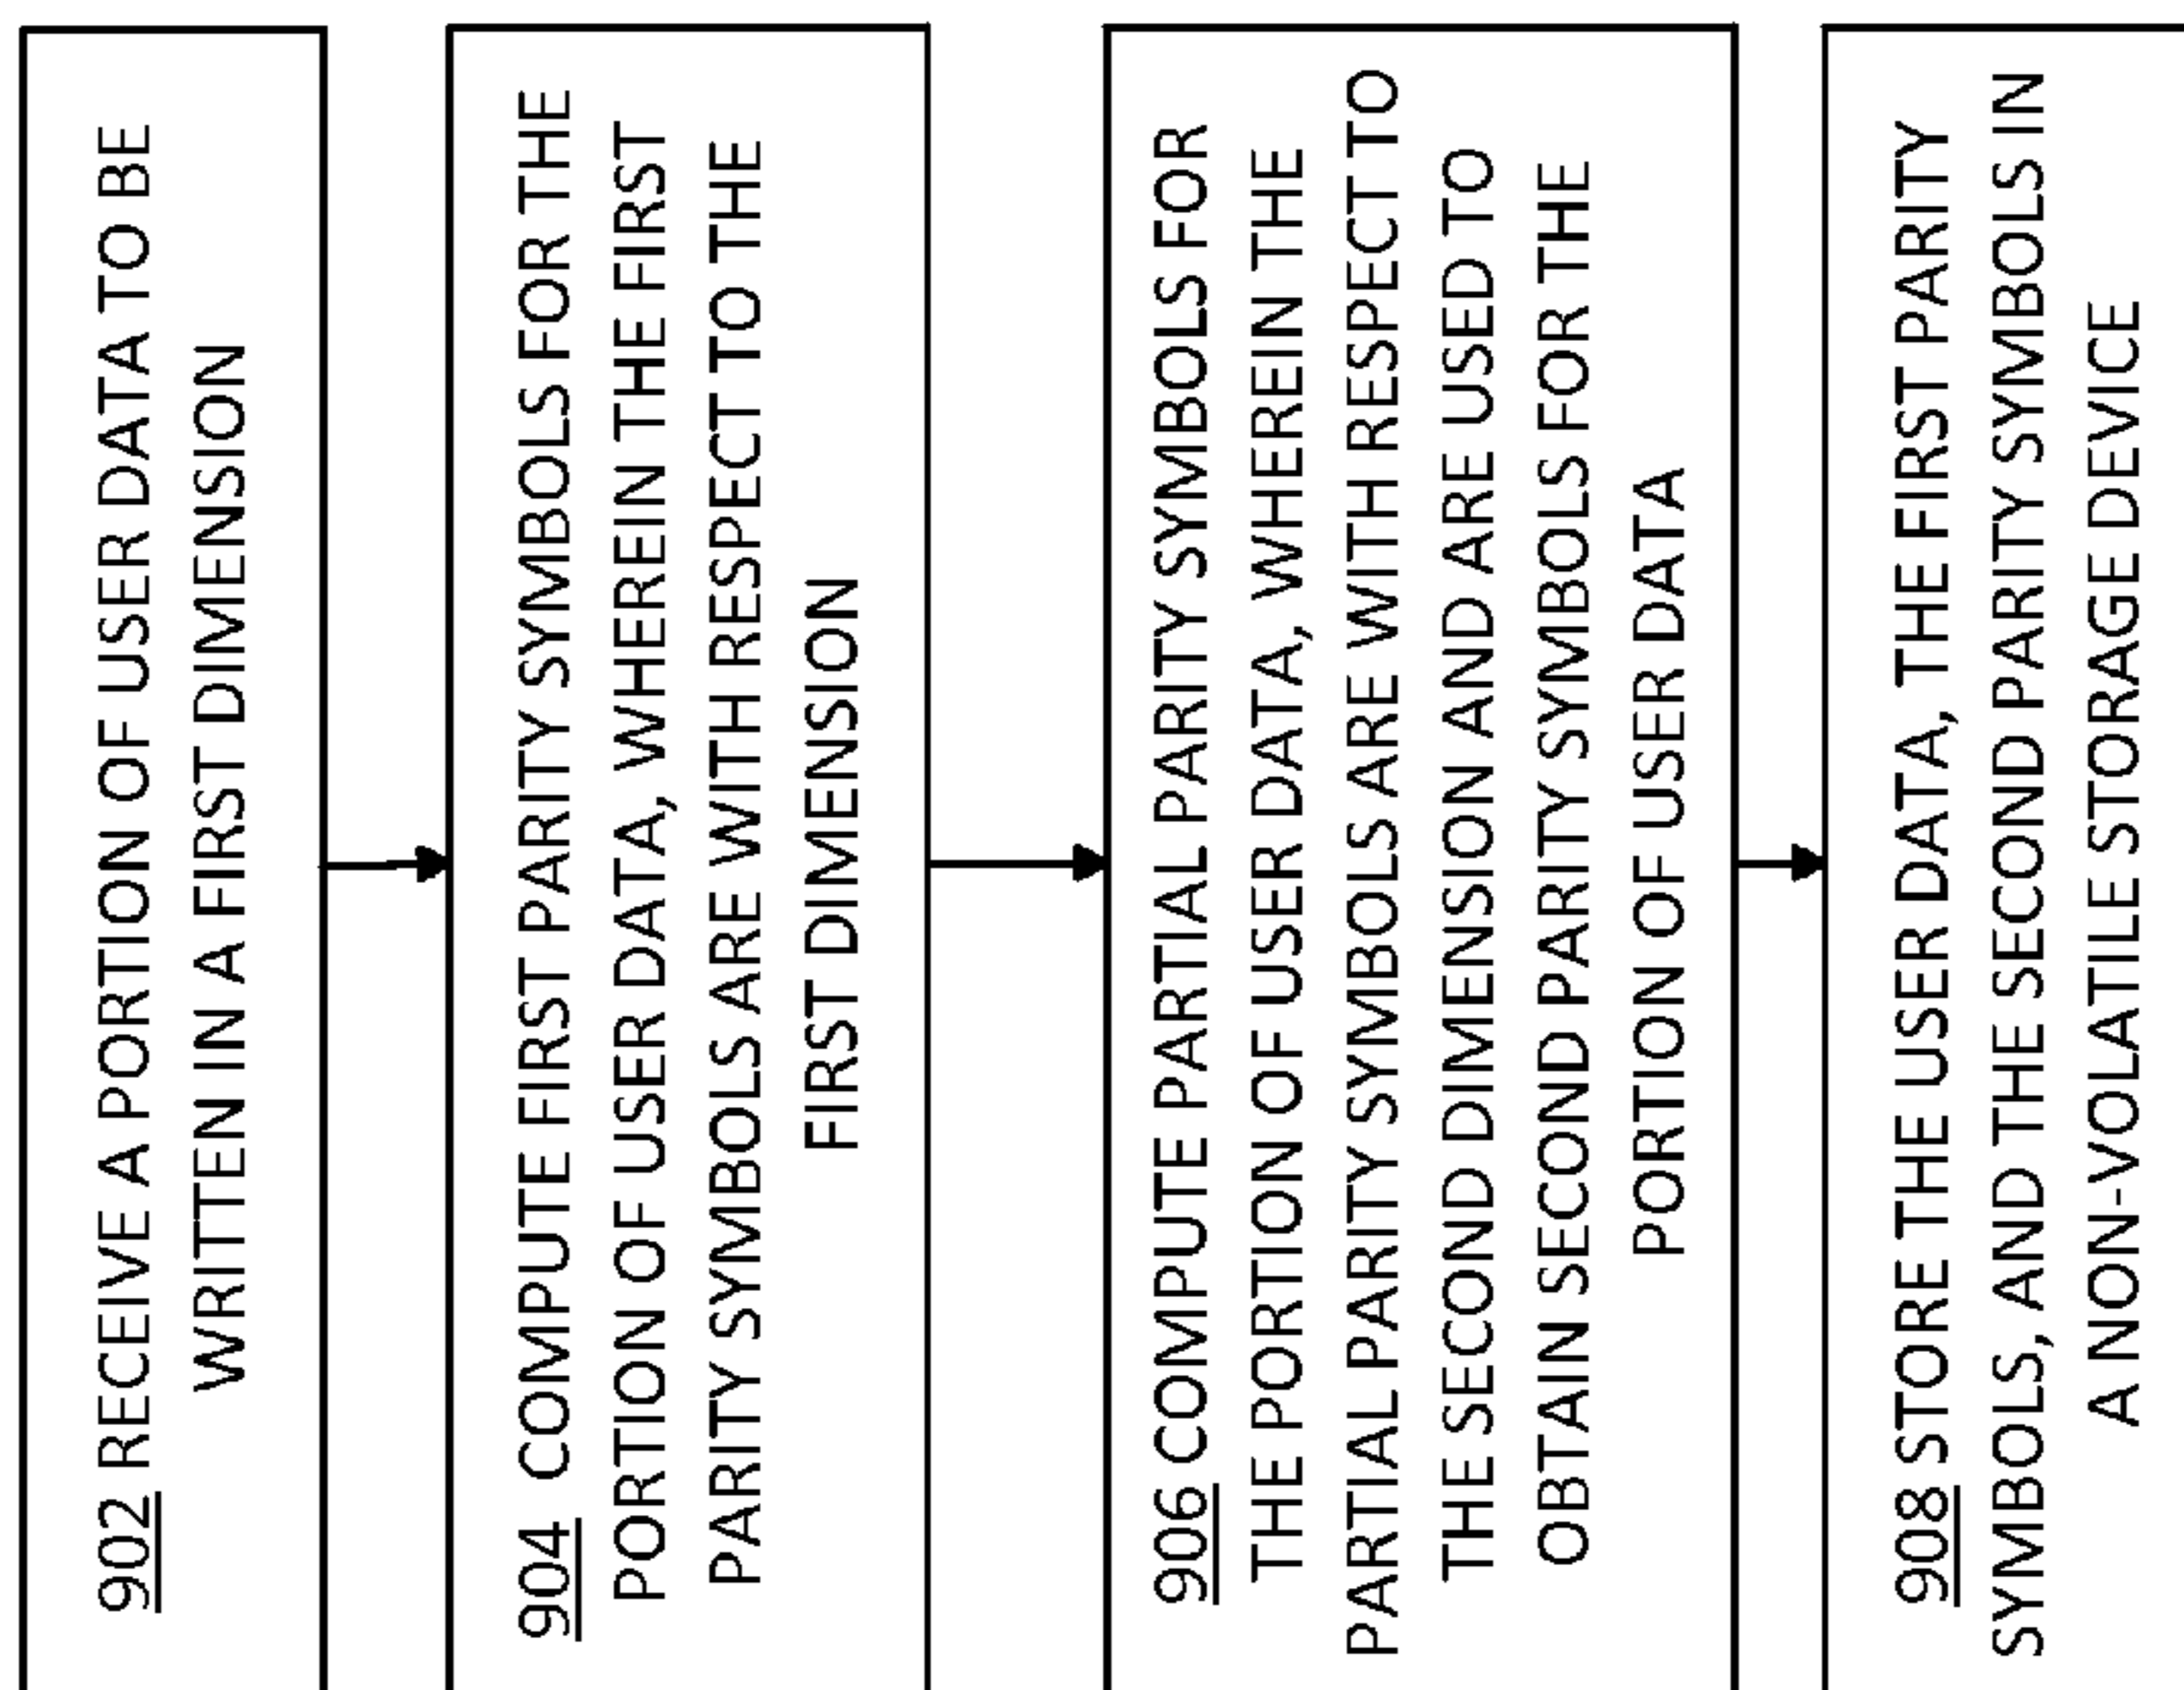 902 RECEIVE A PORTION OF USER DATA TO BE
WRITTEN IN A FIRST DIMENSION
904 COMPUTE FIRST PARITY SYMBOLS FOR THE
PORTION OF USER DATA, WHEREIN THE FIRST
PARITY SYMBOLS ARE WITH RESPECT TO THE
FIRST DIMENSION
906 COMPUTE PARTIAL PARITY SYMBOLS FOR
THE PORTION OF USER DATA, WHEREIN THE
PARTIAL PARITY SYMBOLS ARE WITH RESPECT TO
THE SECOND DIMENSION AND ARE USED TO
OBTAIN SECOND PARITY SYMBOLS FOR THE
PORTION OF USER DATA
908 STORE THE USER DATA, THE FIRST PARITY
SYMBOLS, AND THE SECOND PARITY SYMBOLS IN
A NON-VOLATILE STORAGE DEVICE